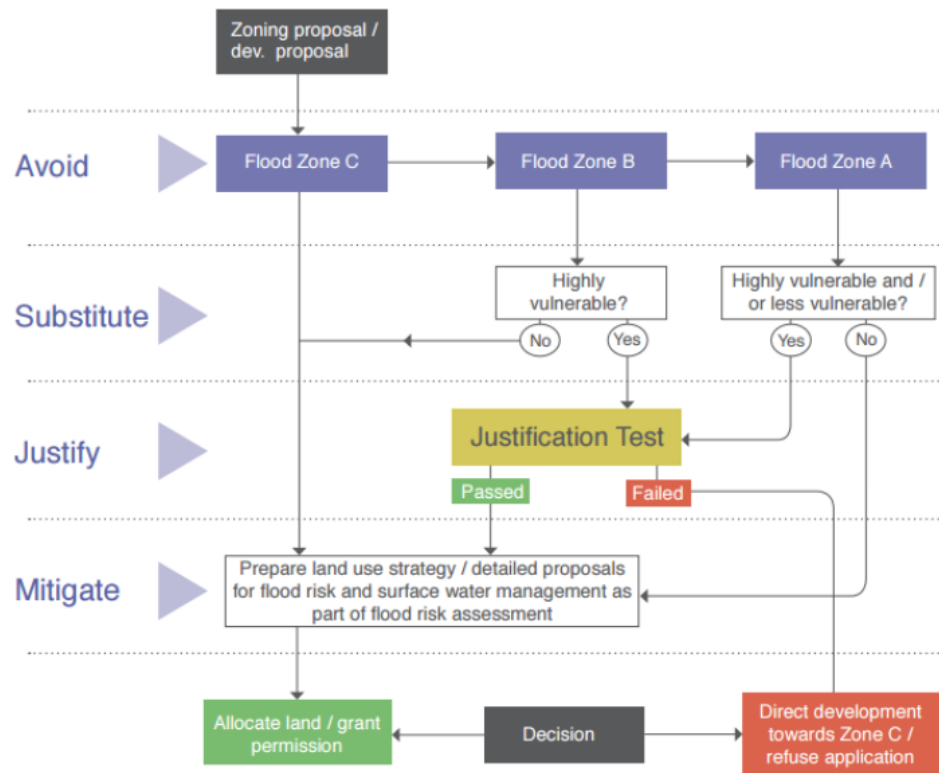 Zoning proposal /
dev. proposal
Avoid
Flood Zone C
Flood Zone B
Flood Zone A
Substitute
Highly
vulnerable?
No
Yes
Highly vulnerable and /
or less vulnerable?
Yes
No
Justify
Justification Test
Passed
Failed
Mitigate
Prepare land use strategy / detailed proposals
for flood risk and surface water management as
part of flood risk assessment
Allocate land / grant
permission
Decision
Direct development
towards Zone C /
refuse application